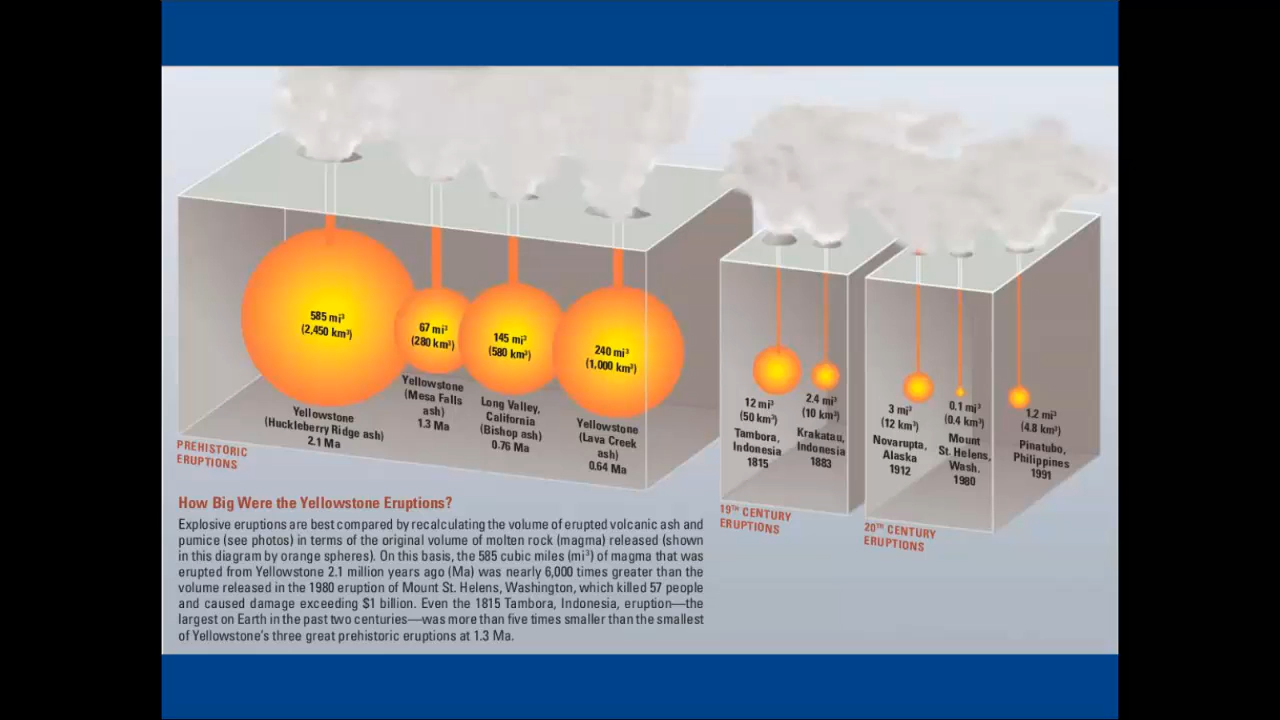 585 mi³
(2,450 km³)
Yellowstone
(Huckleberry Ridge ash)
2.1 Ma
67 mi³
(280 km³)
Yellowstone
(Mesa Falls
ash)
1.3 Ma
145 mi³
(580 km³)
Long Valley,
California
(Bishop ash)
0.76 Ma
240 mi³
(1,000 km³)
Yellowstone
(Lava Creek
ash)
0.64 Ma
PREHISTORIC
ERUPTIONS
12 mi³
(50 km³)
Tambora,
Indonesia
1815
2.4 mi³
(10 km³)
Krakatau,
Indonesia
1883
19TH CENTURY
ERUPTIONS
3 mi³
(12 km³)
Novarupta,
Alaska
1912
0.1 mi³
(0.4 km³)
Mount
St. Helens,
Wash.
1980
1.2 mi³
(4.8 km³)
Pinatubo,
Philippines
1991
20TH CENTURY
ERUPTIONS
How Big Were the Yellowstone Eruptions?
Explosive eruptions are best compared by recalculating the volume of erupted volcanic ash and
pumice (see photos) in terms of the original volume of molten rock (magma) released (shown
in this diagram by orange spheres). On this basis, the 585 cubic miles (mi³) of magma that was
erupted from Yellowstone 2.1 million years ago (Ma) was nearly 6,000 times greater than the
volume released in the 1980 eruption of Mount St. Helens, Washington, which killed 57 people
and caused damage exceeding $1 billion. Even the 1815 Tambora, Indonesia, eruption—the
largest on Earth in the past two centuries—was more than five times smaller than the smallest
of Yellowstone's three great prehistoric eruptions at 1.3 Ma.